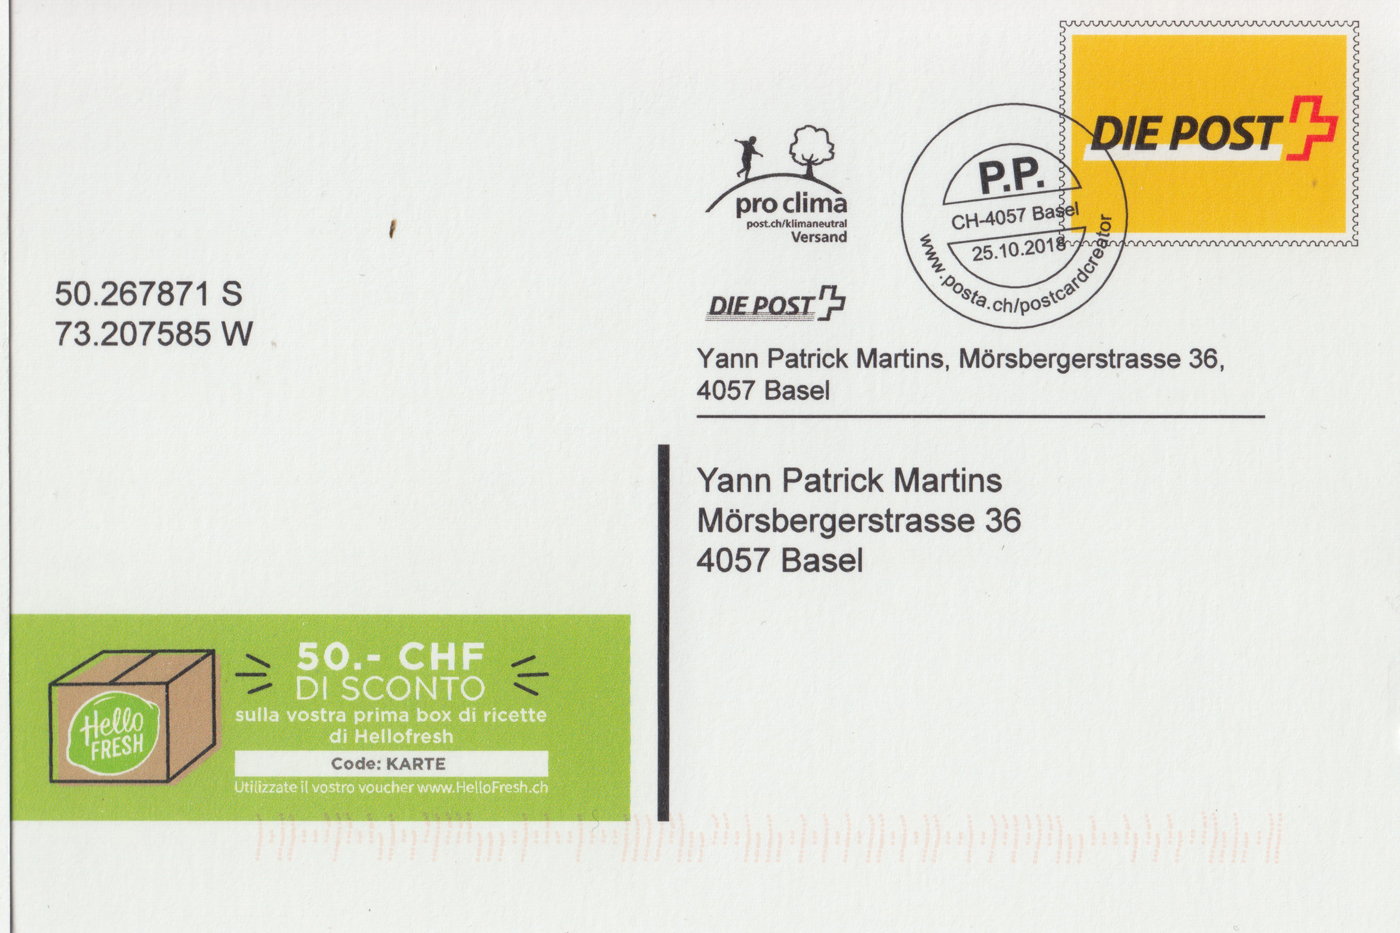 DIE POST
P.P.
CH-4057 Basel
25.10.2018
www.posta.ch/postcardcreator
pro clima
post.ch/klimaneutral
Versand
DIE POST
50.267871 S
73.207585 W
Yann Patrick Martins, Mörsbergerstrasse 36,
4057 Basel
Yann Patrick Martins
Mörsbergerstrasse 36
4057 Basel
Hello
FRESH
50.- CHF
DI SCONTO
sulla vostra prima box di ricette
di Hellofresh
Code: KARTE
Utilizzate il vostro voucher www.HelloFresh.ch